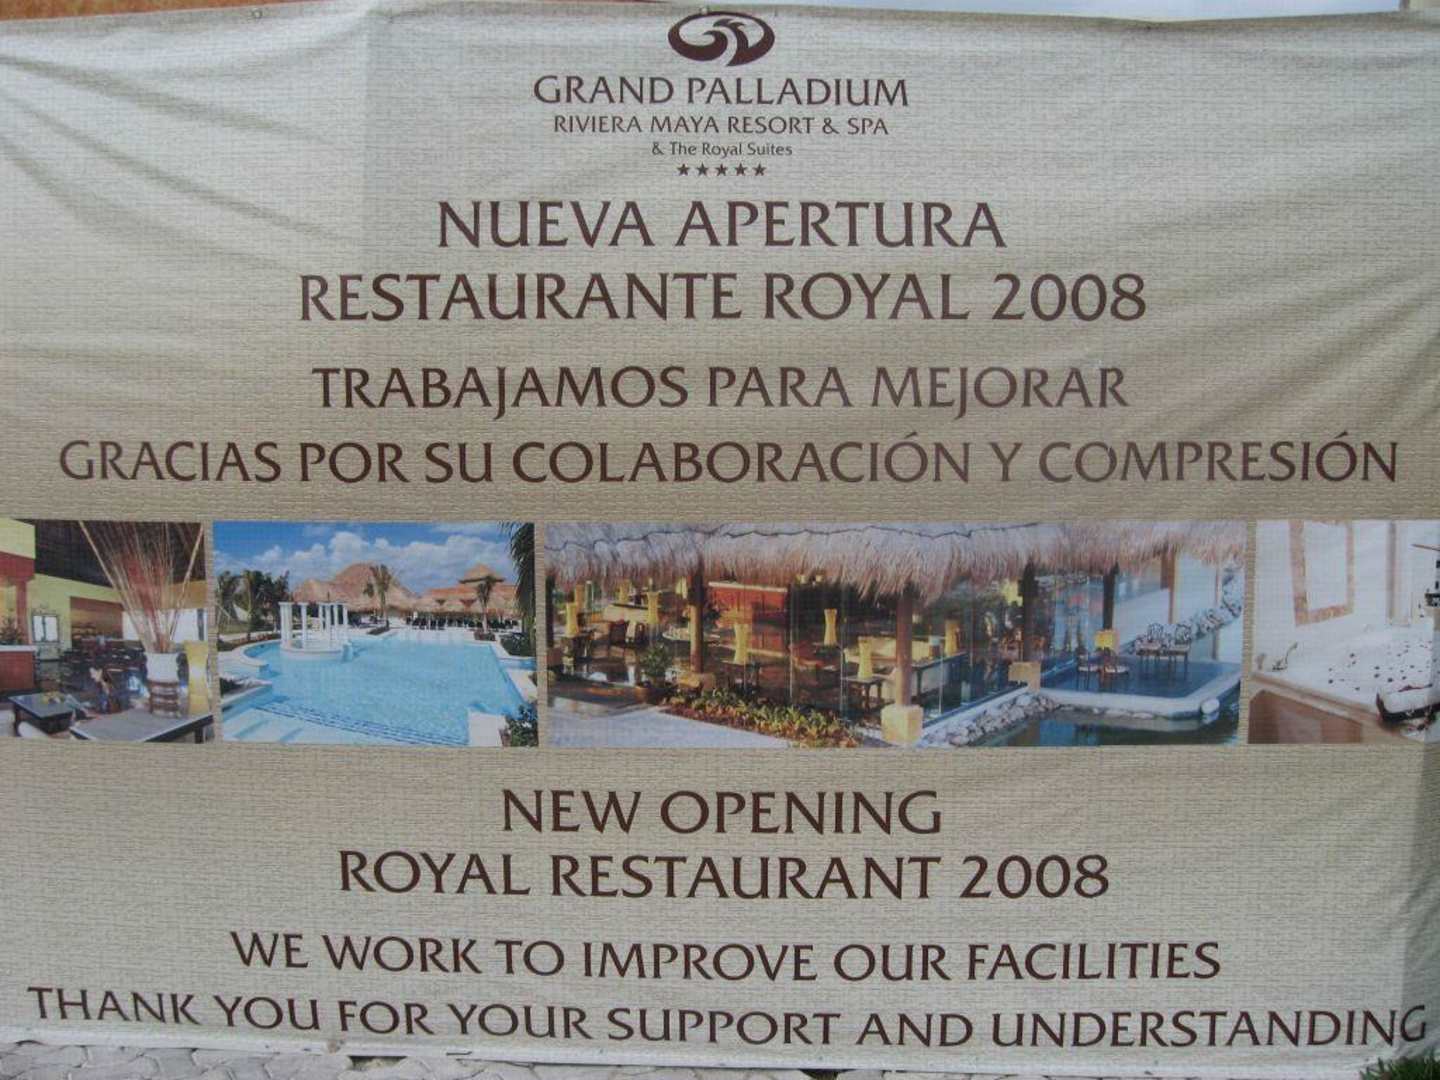 GRAND PALLADIUM
RIVIERA MAYA RESORT & SPA
& The Royal Suites
★★★★★
NUEVA APERTURA
RESTAURANTE ROYAL 2008
TRABAJAMOS PARA MEJORAR
GRACIAS POR SU COLABORACIÓN Y COMPRESIÓN
NEW OPENING
ROYAL RESTAURANT 2008
WE WORK TO IMPROVE OUR FACILITIES
THANK YOU FOR YOUR SUPPORT AND UNDERSTANDING